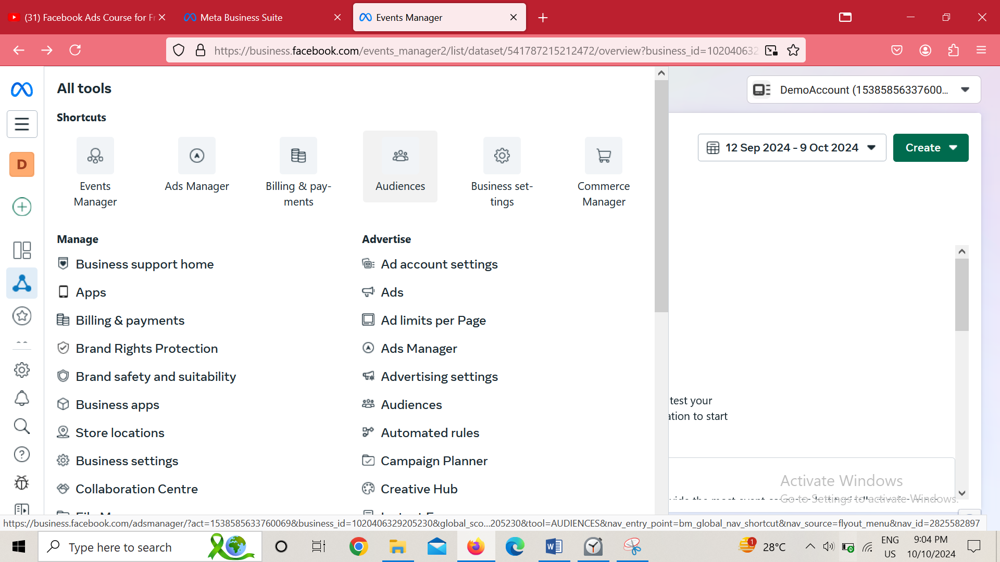 (31) Facebook Ads Course for Fr
Meta Business Suite
Events Manager
https://business.facebook.com/events_manager2/list/dataset/541787215212472/overview?business_id=102040632
All tools
DemoAccount (15385856337600...
Shortcuts
Events
Manager
Ads Manager
Billing & pay-
ments
Audiences
Business set-
tings
Commerce
Manager
12 Sep 2024 - 9 Oct 2024
Create
D
Manage
Business support home
Apps
Billing & payments
Brand Rights Protection
Brand safety and suitability
Business apps
Store locations
Business settings
Collaboration Centre
Advertise
Ad account settings
Ads
Ad limits per Page
Ads Manager
Advertising settings
Audiences
Automated rules
Campaign Planner
Creative Hub
test your
ation to start
Activate Windows
Go to Settings to activate Windows.
https://business.facebook.com/adsmanager/?act=1538585633760069&business_id=1020406329205230&global_sco...205230&tool=AUDIENCES&nav_entry_point=bm_global_nav_shortcut&nav_source=flyout_menu&nav_id=2825582897
Type here to search
1
28°C
ENG
US
9:04 PM
10/10/2024